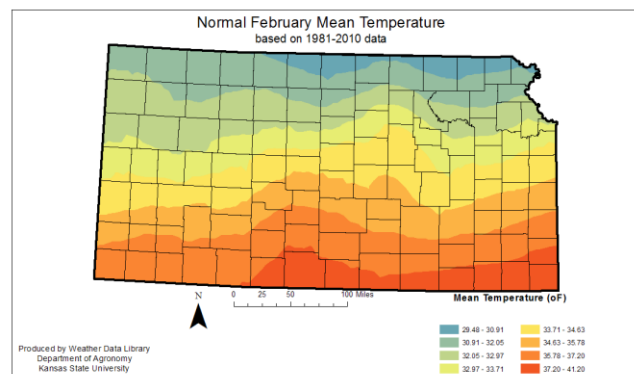 Normal February Mean Temperature
based on 1981-2010 data
N
0 25 50 100 Miles
Mean Temperature (oF)
29.48 - 30.91
30.91 - 32.05
32.05 - 32.97
32.97 - 33.71
33.71 - 34.63
34.63 - 35.78
35.78 - 37.20
37.20 - 41.20
Produced by Weather Data Library
Department of Agronomy
Kansas State University